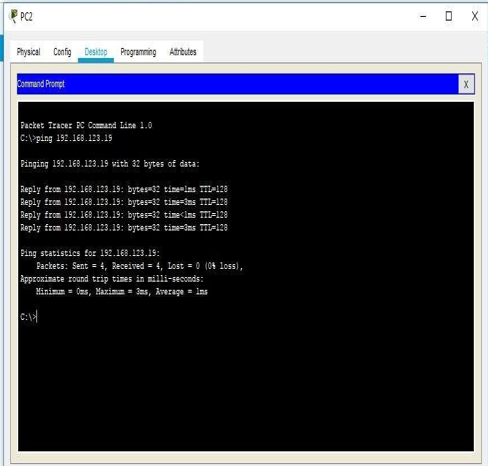 PC2
Physical Config Desktop Programming Attributes
Command Prompt
X
Packet Tracer PC Command Line 1.0
C:\>ping 192.168.123.19
Pinging 192.168.123.19 with 32 bytes of data:
Reply from 192.168.123.19: bytes=32 time=1ms TTL=128
Reply from 192.168.123.19: bytes=32 time=3ms TTL=128
Reply from 192.168.123.19: bytes=32 time<1ms TTL=128
Reply from 192.168.123.19: bytes=32 time=3ms TTL=128
Ping statistics for 192.168.123.19:
Packets: Sent = 4, Received = 4, Lost = 0 (0% loss),
Approximate round trip times in milli-seconds:
Minimum = 0ms, Maximum = 3ms, Average = 1ms
C:\>